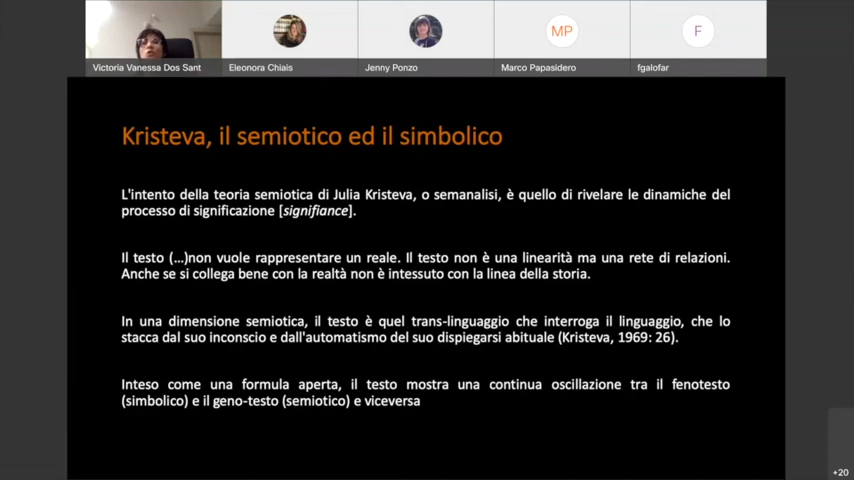 MP
F
Victoria Vanessa Dos Sant
Eleonora Chiais
Jenny Ponzo
Marco Papasidero
fgalofar
Kristeva, il semiotico ed il simbolico
L'intento della teoria semiotica di Julia Kristeva, o semanalisi, è quello di rivelare le dinamiche del
processo di significazione [signifiance].
Il testo (...)non vuole rappresentare un reale. Il testo non è una linearità ma una rete di relazioni.
Anche se si collega bene con la realtà non è intessuto con la linea della storia.
In una dimensione semiotica, il testo è quel trans-linguaggio che interroga il linguaggio, che lo
stacca dal suo inconscio e dall'automatismo del suo dispiegarsi abituale (Kristeva, 1969: 26).
Inteso come una formula aperta, il testo mostra una continua oscillazione tra il fenotesto
(simbolico) e il geno-testo (semiotico) e viceversa
+20